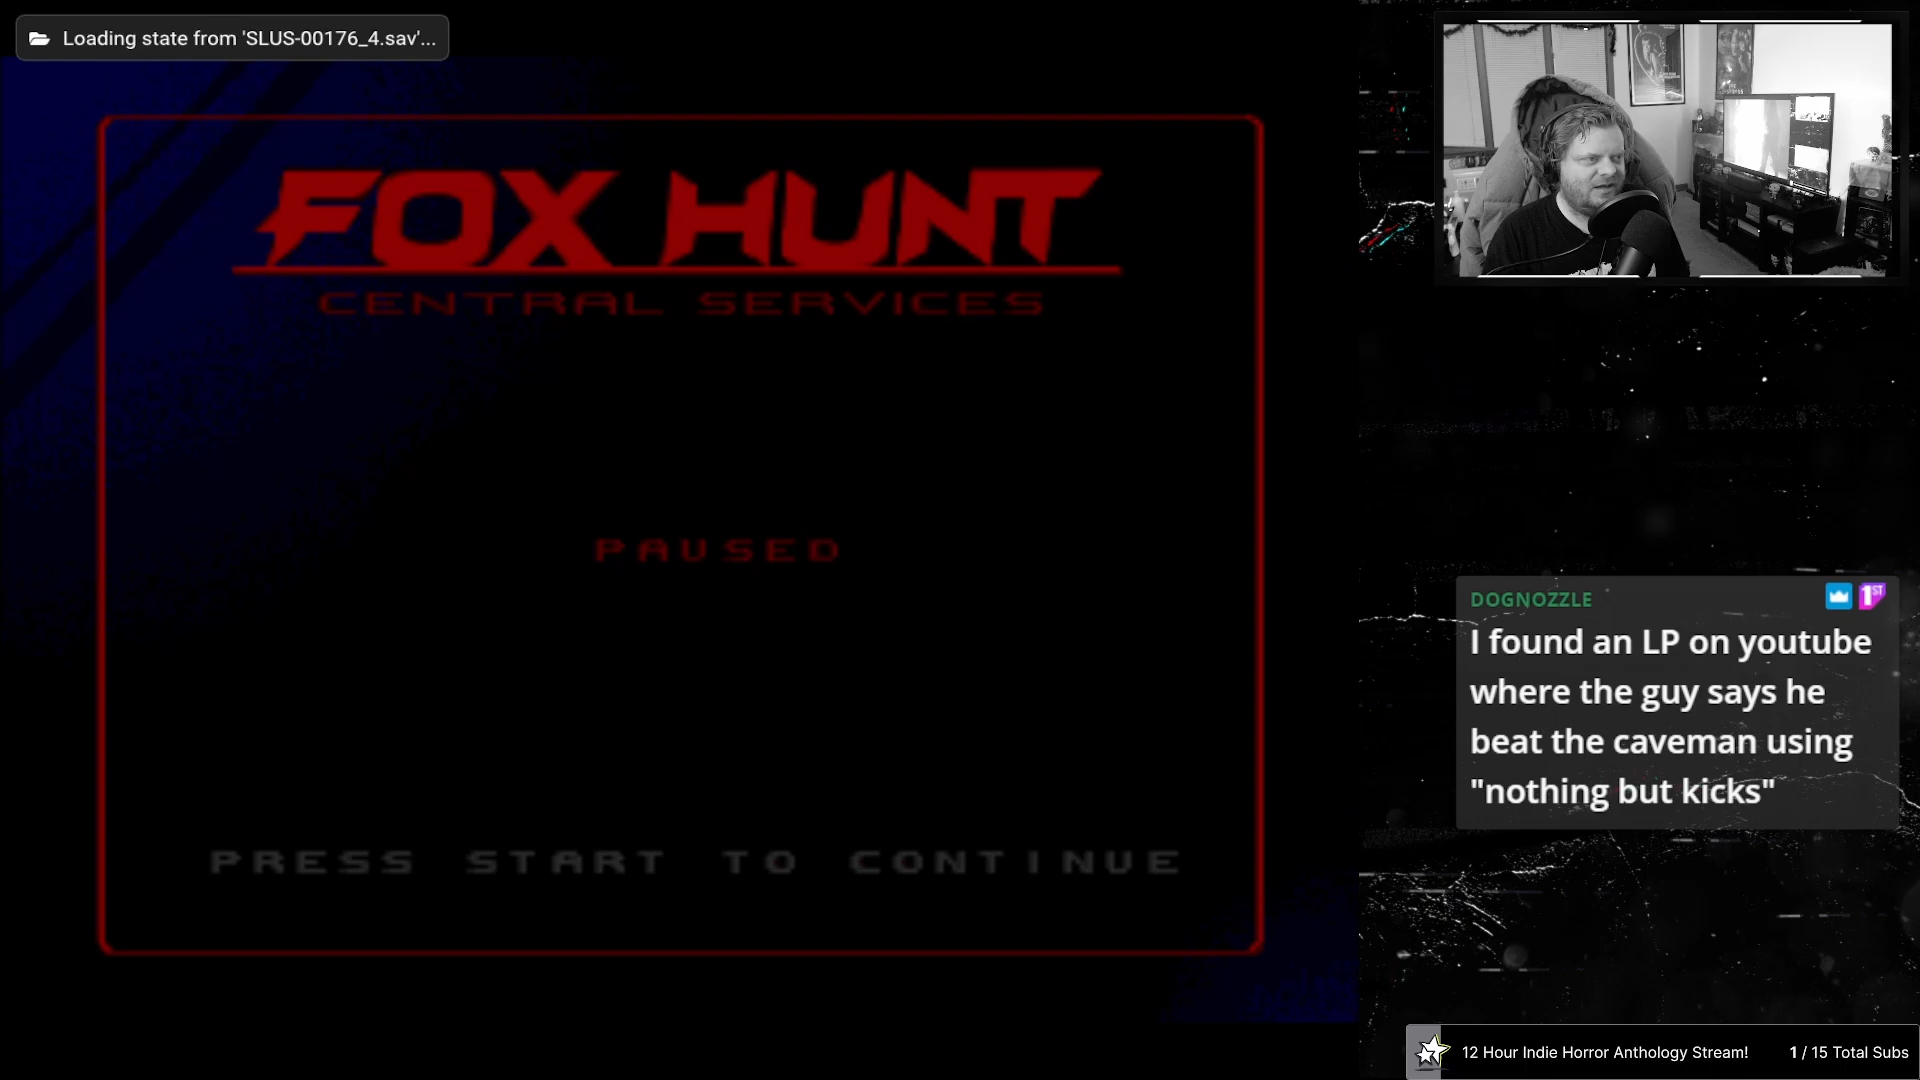 Loading state from 'SLUS-00176_4.sav'...
FOX HUNT
CENTRAL SERVICES
PAUSED
PRESS START TO CONTINUE
DOGNOZZLE
1ST
I found an LP on youtube
where the guy says he
beat the caveman using
"nothing but kicks"
12 Hour Indie Horror Anthology Stream! 1 / 15 Total Subs